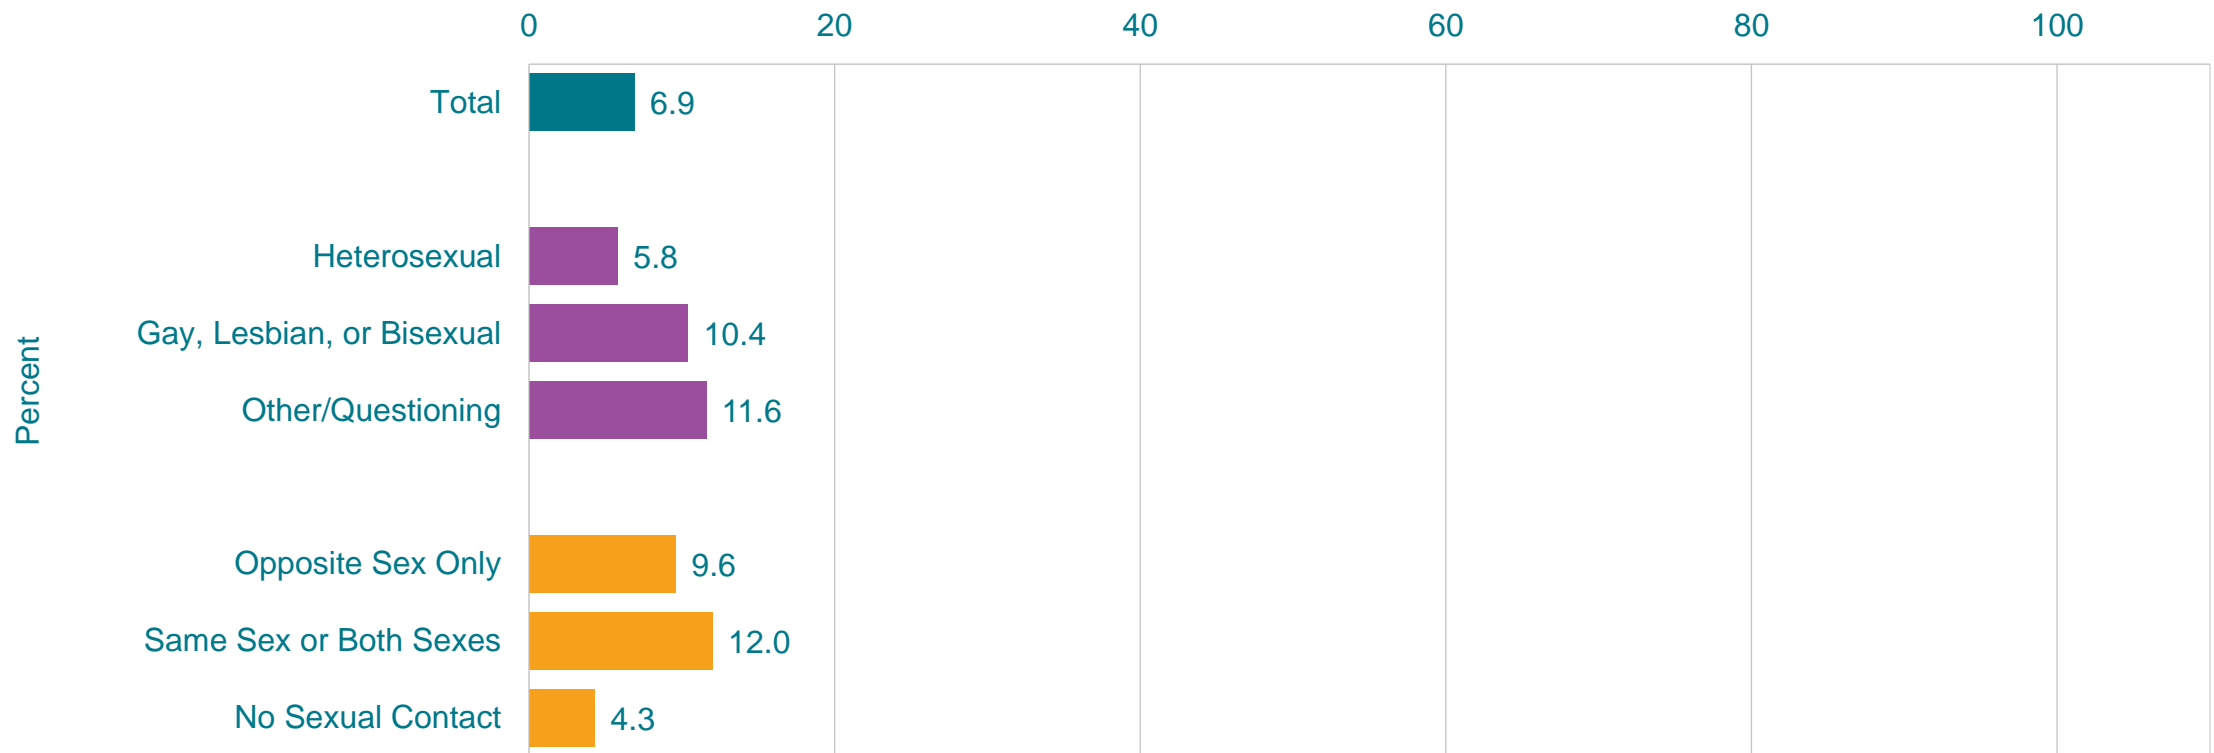 0 20 40 60 80 100
Total 6.9
Heterosexual 5.8
Gay, Lesbian, or Bisexual 10.4
Other/Questioning 11.6
Opposite Sex Only 9.6
Same Sex or Both Sexes 12.0
No Sexual Contact 4.3
Percent